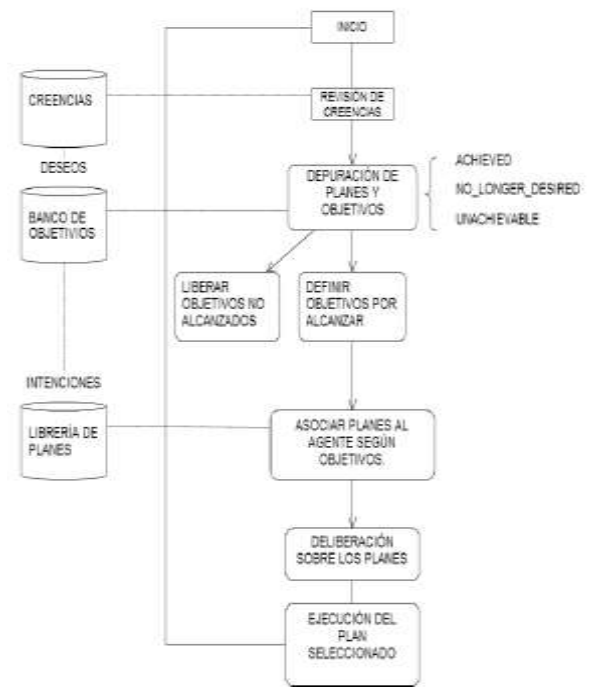 INICIO
CREENCIAS
REVISIÓN DE
CREENCIAS
DESEOS
DEPURACIÓN DE
PLANES Y
OBJETIVOS
ACHIEVED
NO_LONGER_DESIRED
UNACHIEVABLE
BANCO DE
OBJETIVIOS
LIBERAR
OBJETIVOS NO
ALCANZADOS
DEFINIR
OBJETIVOS POR
ALCANZAR
INTENCIONES
LIBRERÍA DE
PLANES
ASOCIAR PLANES AL
AGENTE SEGÚN
OBJETIVOS.
DELIBERACIÓN
SOBRE LOS PLANES
EJECUCIÓN DEL
PLAN
SELECCIONADO